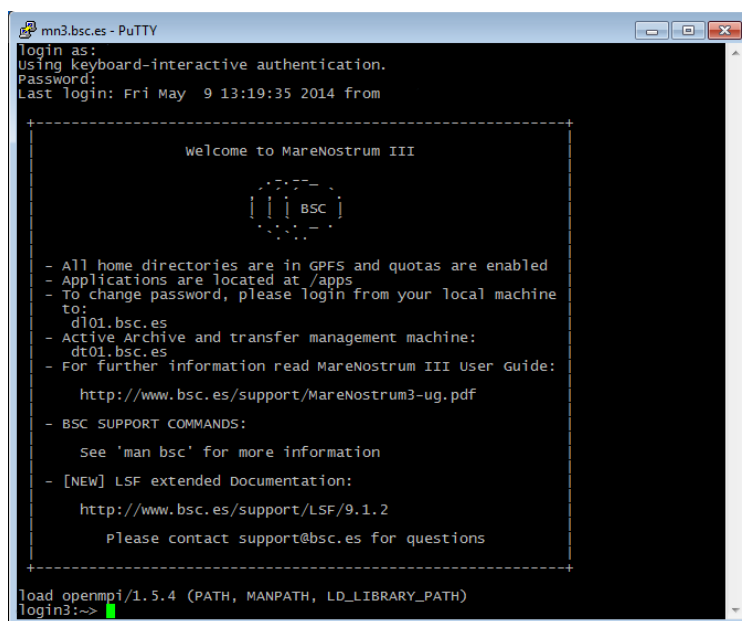 mn3.bsc.es - PuTTY
login as:
Using keyboard-interactive authentication.
Password:
Last login: Fri May  9 13:19:35 2014 from
Welcome to MareNostrum III
BSC
- All home directories are in GPFS and quotas are enabled
- Applications are located at /apps
- To change password, please login from your local machine
to:
dl01.bsc.es
- Active Archive and transfer management machine:
dt01.bsc.es
- For further information read MareNostrum III User Guide:
http://www.bsc.es/support/MareNostrum3-ug.pdf
- BSC SUPPORT COMMANDS:
See 'man bsc' for more information
- [NEW] LSF extended Documentation:
http://www.bsc.es/support/LSF/9.1.2
Please contact support@bsc.es for questions
load openmpi/1.5.4 (PATH, MANPATH, LD_LIBRARY_PATH)
login3:~>